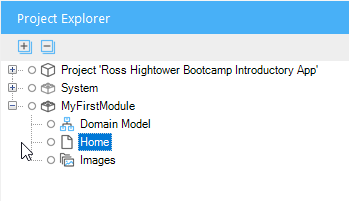 Project Explorer
Project 'Ross Hightower Bootcamp Introductory App'
System
MyFirstModule
Domain Model
Home
Images